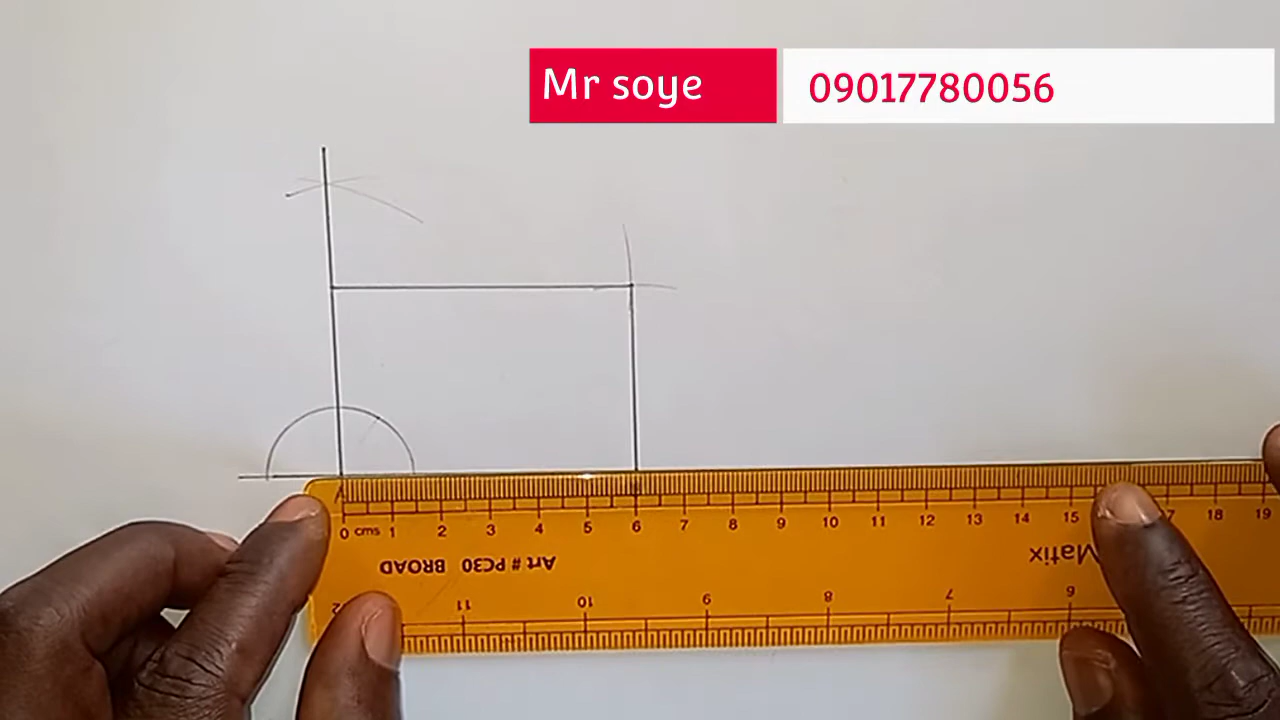 Mr soye 09017780056
0 cms 1 2 3 4 5 6 7 8 9 10 11 12 13 14 15 17 18 19
Art # PC30 BROAD Matix
11 10 9 8 7 6